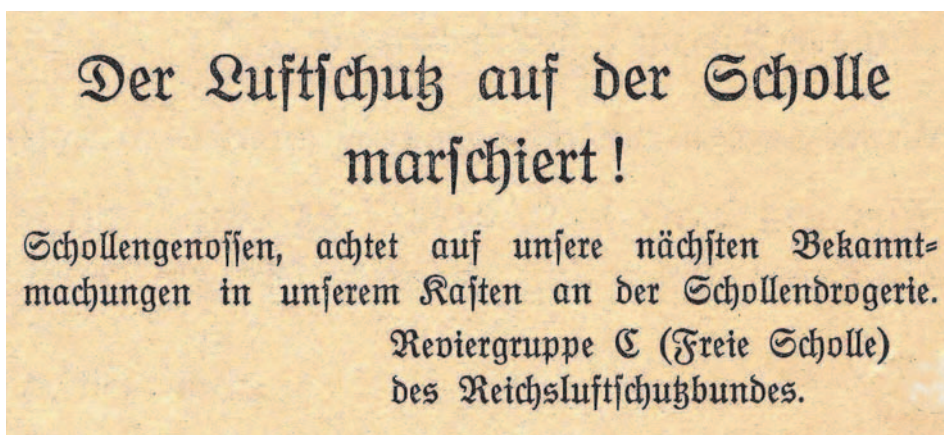 Der Luftschutz auf der Scholle
marschiert!
Schollengenossen, achtet auf unsere nächsten Bekannt-
machungen in unserem Kasten an der Schollendrogerie.
Reviergruppe C (Freie Scholle)
des Reichsluftschutzbundes.